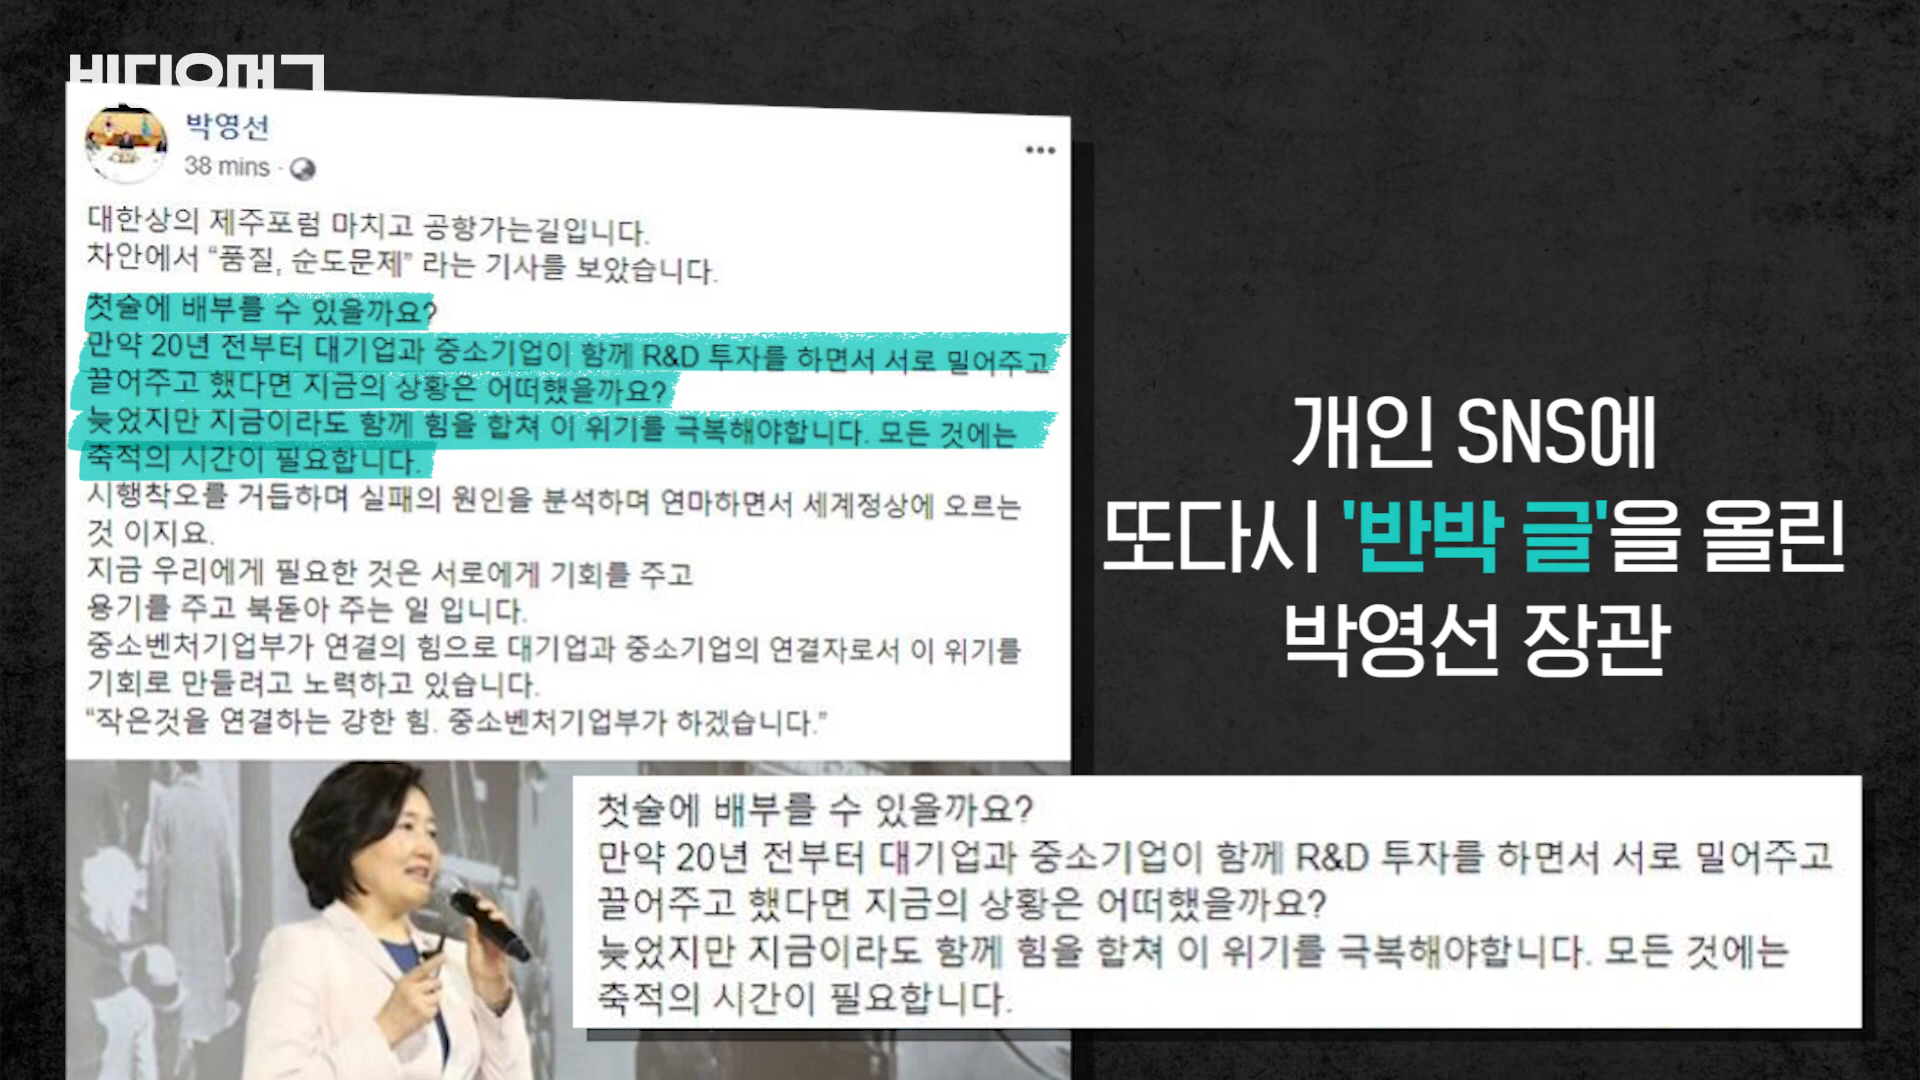 비디오머그
박영선
38 mins ·
대한상의 제주포럼 마치고 공항가는길입니다.
차안에서 “품질, 순도문제” 라는 기사를 보았습니다.
첫술에 배부를 수 있을까요?
만약 20년 전부터 대기업과 중소기업이 함께 R&D 투자를 하면서 서로 밀어주고
끌어주고 했다면 지금의 상황은 어떠했을까요?
늦었지만 지금이라도 함께 힘을 합쳐 이 위기를 극복해야합니다. 모든 것에는
축적의 시간이 필요합니다.
시행착오를 거듭하며 실패의 원인을 분석하며 연마하면서 세계정상에 오르는
것 이지요.
지금 우리에게 필요한 것은 서로에게 기회를 주고
용기를 주고 북돋아 주는 일 입니다.
중소벤처기업부가 연결의 힘으로 대기업과 중소기업의 연결자로서 이 위기를
기회로 만들려고 노력하고 있습니다.
“작은것을 연결하는 강한 힘. 중소벤처기업부가 하겠습니다.”
개인 SNS에
또다시 '반박 글'을 올린
박영선 장관
첫술에 배부를 수 있을까요?
만약 20년 전부터 대기업과 중소기업이 함께 R&D 투자를 하면서 서로 밀어주고
끌어주고 했다면 지금의 상황은 어떠했을까요?
늦었지만 지금이라도 함께 힘을 합쳐 이 위기를 극복해야합니다. 모든 것에는
축적의 시간이 필요합니다.